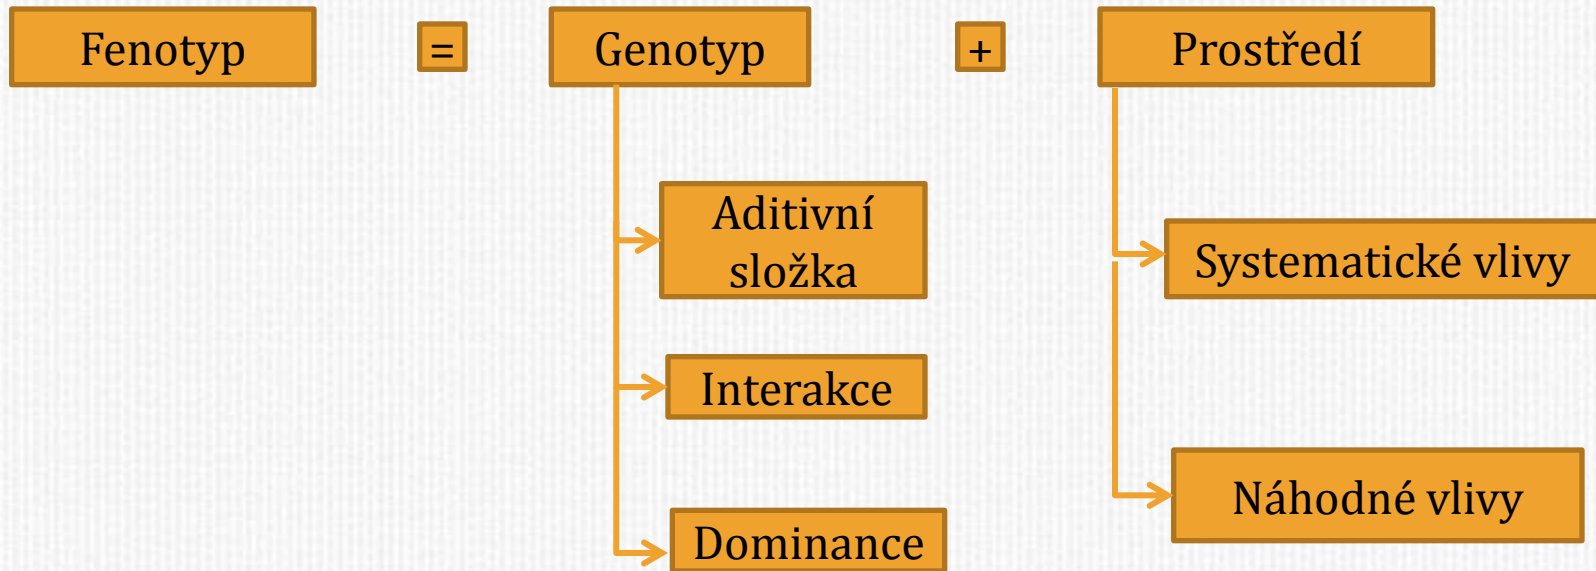 Fenotyp
=
Genotyp
+
Prostředí
Aditivní
složka
Systematické vlivy
Interakce
Náhodné vlivy
Dominance